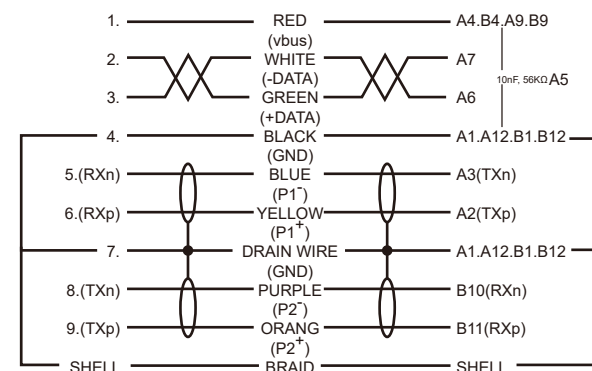 1. RED A4.B4.A9.B9
(vbus)
2. WHITE A7
(-DATA)
10nF, 56KΩ A5
3. GREEN A6
(+DATA)
4. BLACK A1.A12.B1.B12
(GND)
5.(RXn) BLUE A3(TXn)
(P1-)
6.(RXp) YELLOW A2(TXp)
(P1+)
7. DRAIN WIRE A1.A12.B1.B12
(GND)
8.(TXn) PURPLE B10(RXn)
(P2-)
9.(TXp) ORANG B11(RXp)
(P2+)
SHELL BRAID SHELL